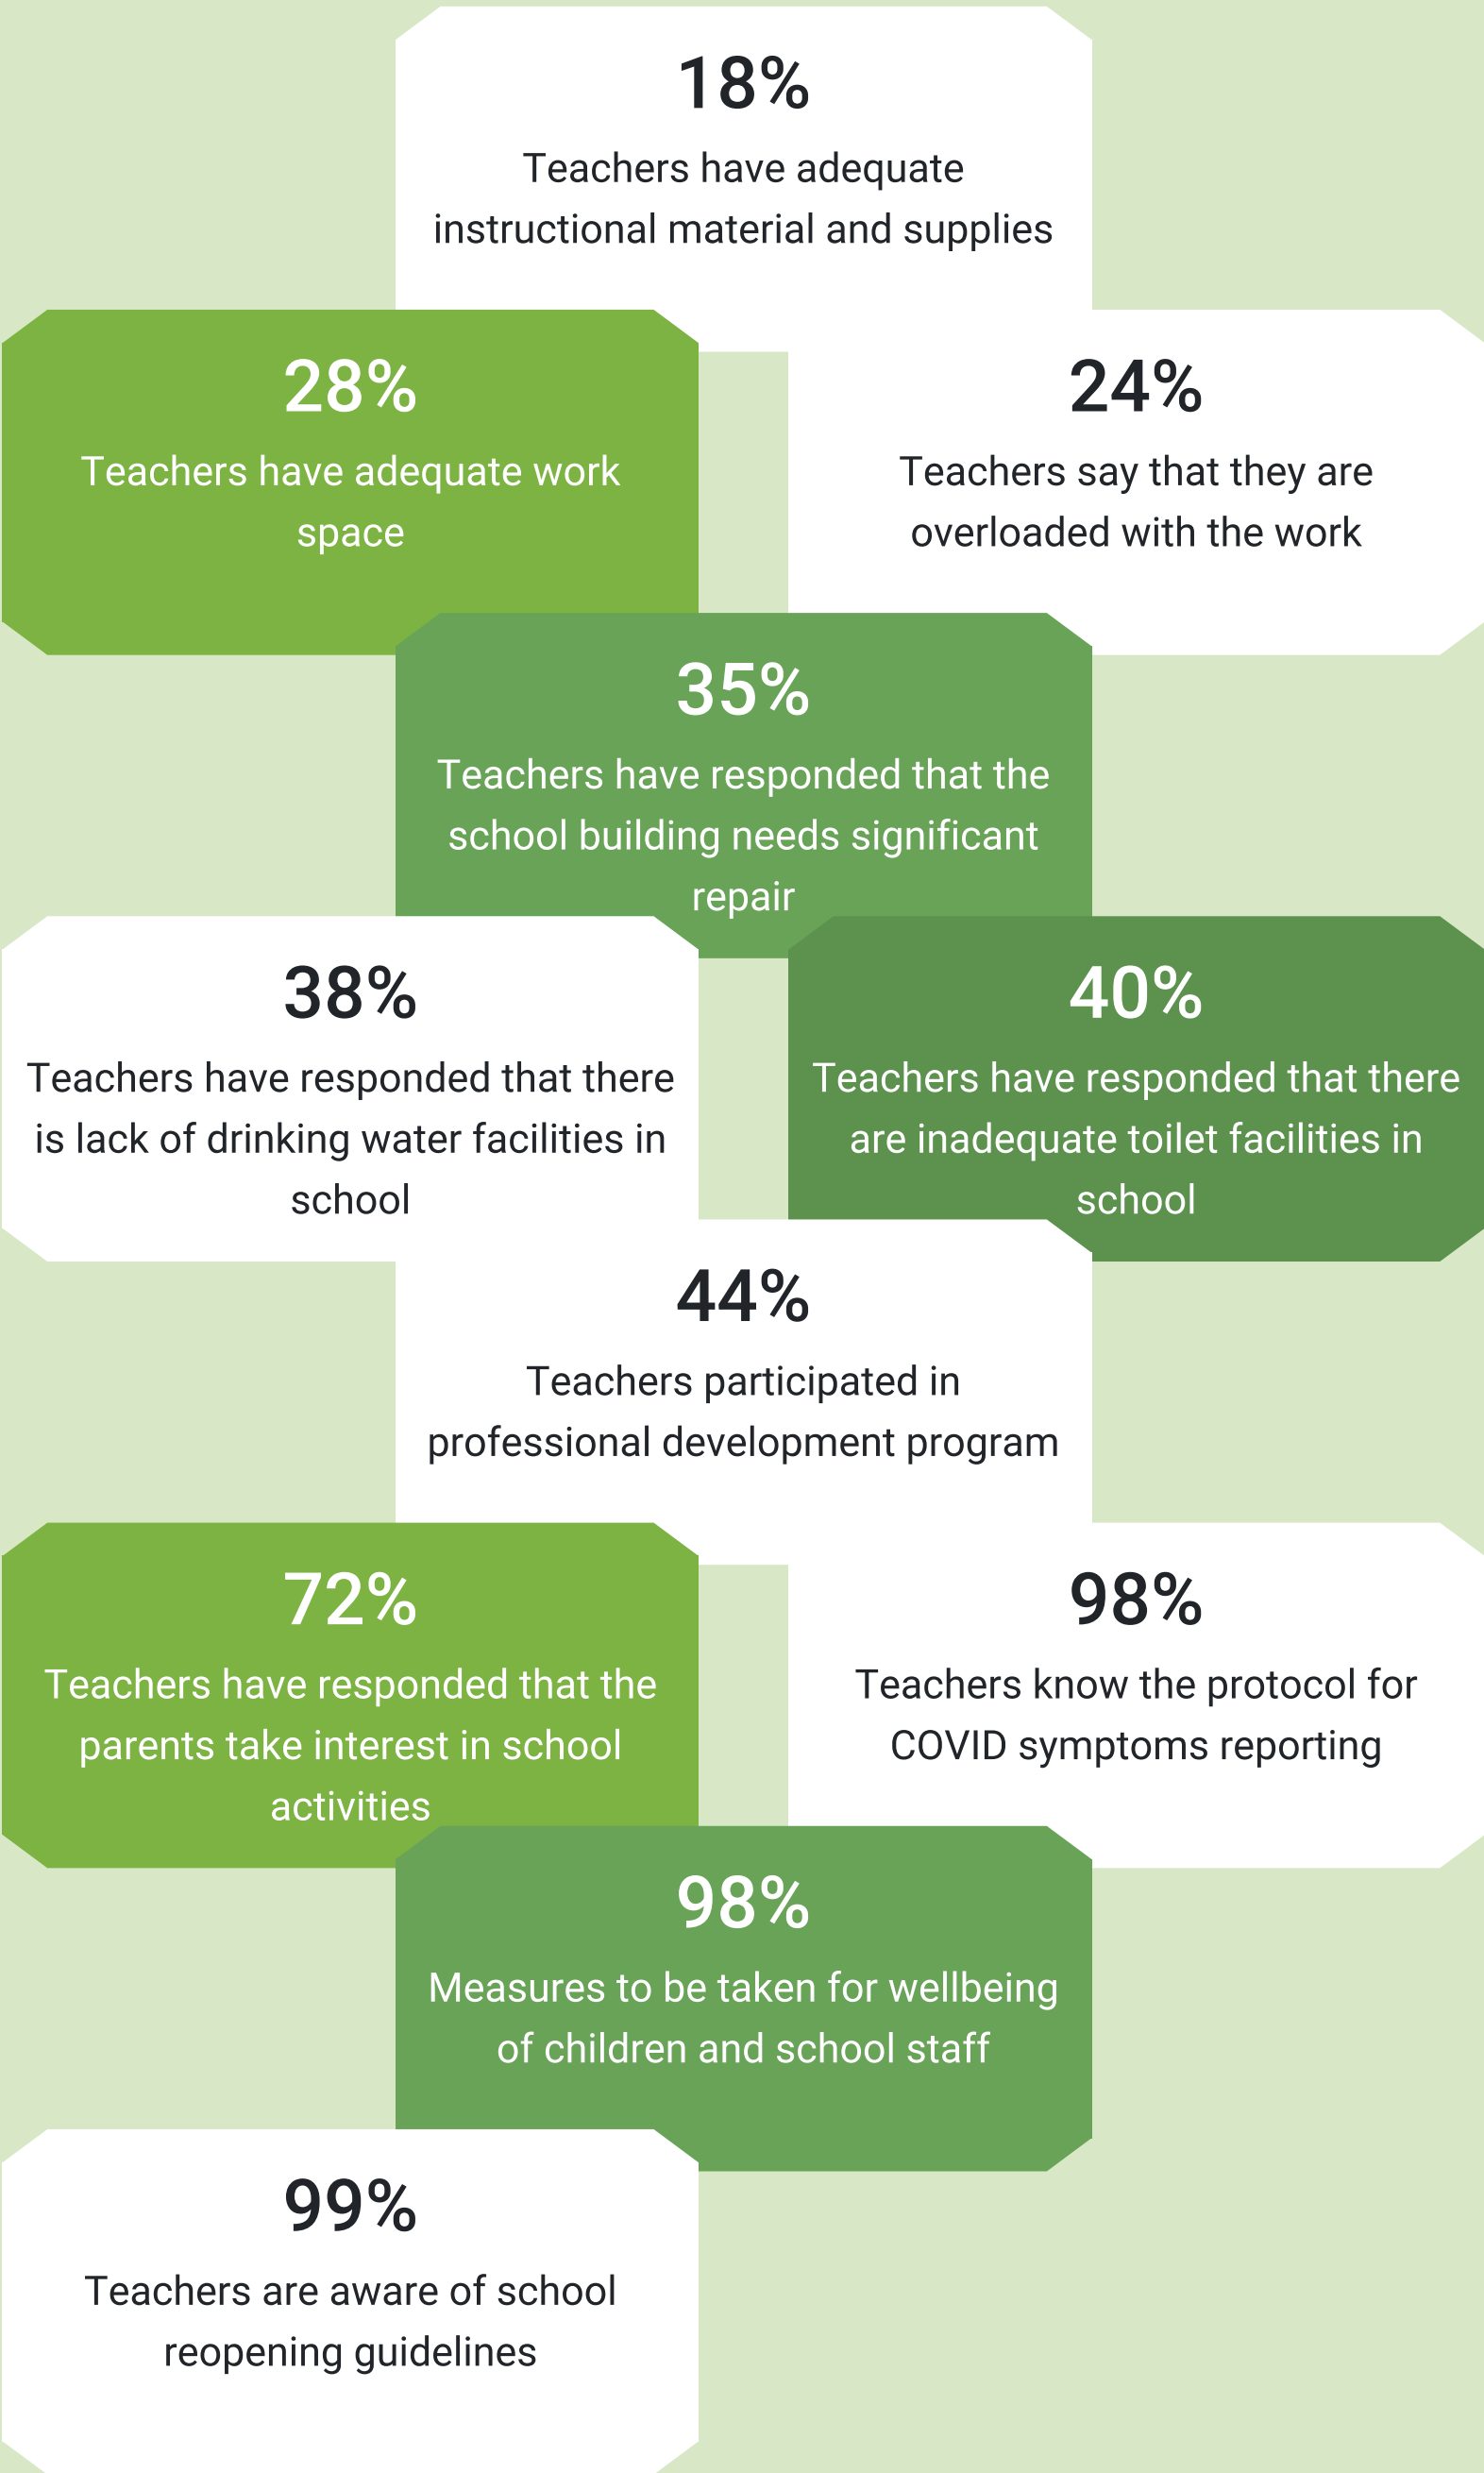 18%
Teachers have adequate
instructional material and supplies
28%
Teachers have adequate work
space
24%
Teachers say that they are
overloaded with the work
35%
Teachers have responded that the
school building needs significant
repair
38%
Teachers have responded that there
is lack of drinking water facilities in
school
40%
Teachers have responded that there
are inadequate toilet facilities in
school
44%
Teachers participated in
professional development program
72%
Teachers have responded that the
parents take interest in school
activities
98%
Teachers know the protocol for
COVID symptoms reporting
98%
Measures to be taken for wellbeing
of children and school staff
99%
Teachers are aware of school
reopening guidelines